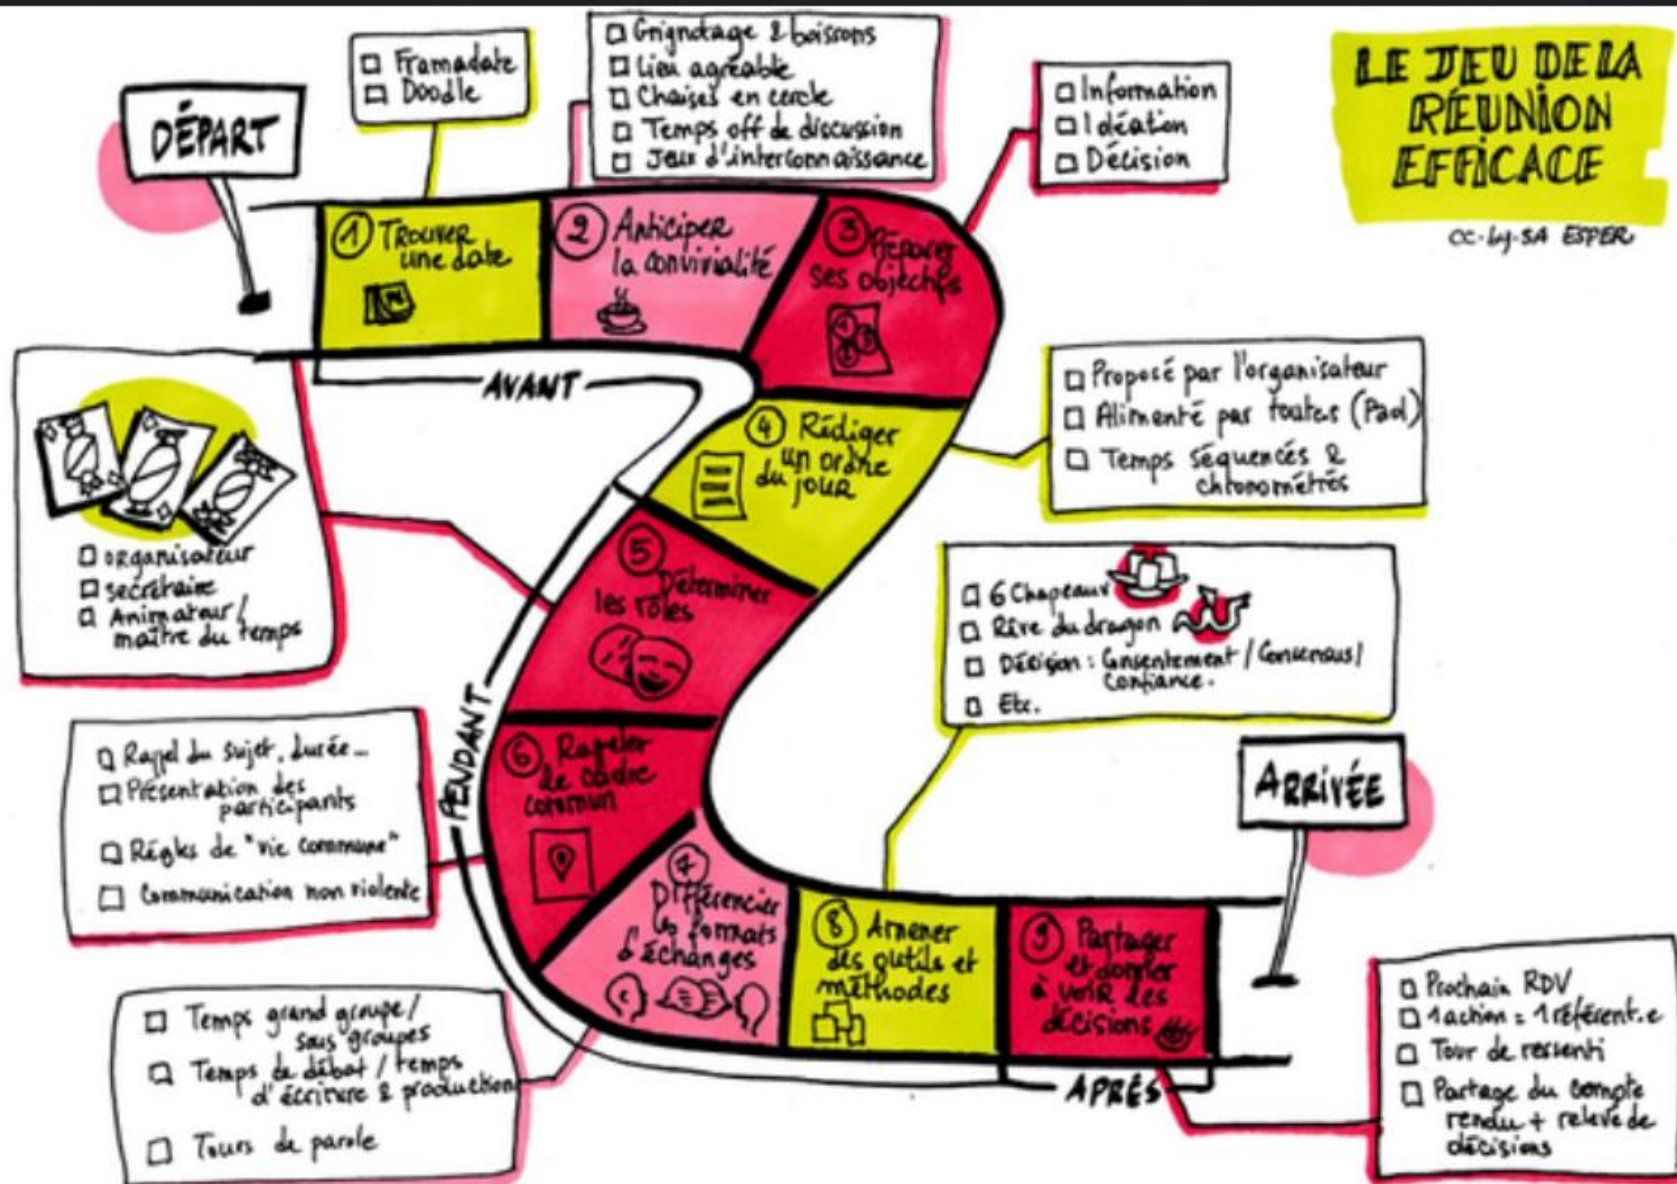 LE JEU DE LA
RÉUNION
EFFICACE
CC-by-SA ESPER
DÉPART
① TROUVER
une date
□ Framadate
□ Doodle
② Anticiper
la convivialité
□ Grignotage & boissons
□ Lieu agréable
□ Chaises en cercle
□ Temps off de discussion
□ Jeux d'interconnaissance
③ Préparer
ses objectifs
□ Information
□ Idéation
□ Décision
AVANT
④ Rédiger
un ordre
du jour
□ Proposé par l'organisateur
□ Alimenté par toutes (Pad)
□ Temps séquencés &
chronométrés
⑤ Déterminer
les rôles
□ organisateur
□ secrétaire
□ Animateur/
maître du temps
PENDANT
⑥ Rappeler
le cadre
commun
□ Rappel du sujet, durée...
□ Présentation des
participants
□ Règles de "vie commune"
□ Communication non violente
⑦
Différencier
les formats
d'échanges
□ Temps grand groupe/
sous groupes
□ Temps de débat / temps
d'écriture & production
□ Tours de parole
⑧ Amener
des outils et
méthodes
□ 6 Chapeaux
□ Rêve du dragon
□ Décision : Consentement / Consensus /
Confiance.
□ Etc.
⑨ Partager
et donner
à voir les
décisions
ARRIVÉE
APRÈS
□ Prochain RDV
□ 1 action = 1 référent.e
□ Tour de ressenti
□ Partage du compte
rendu + relevé de
décisions